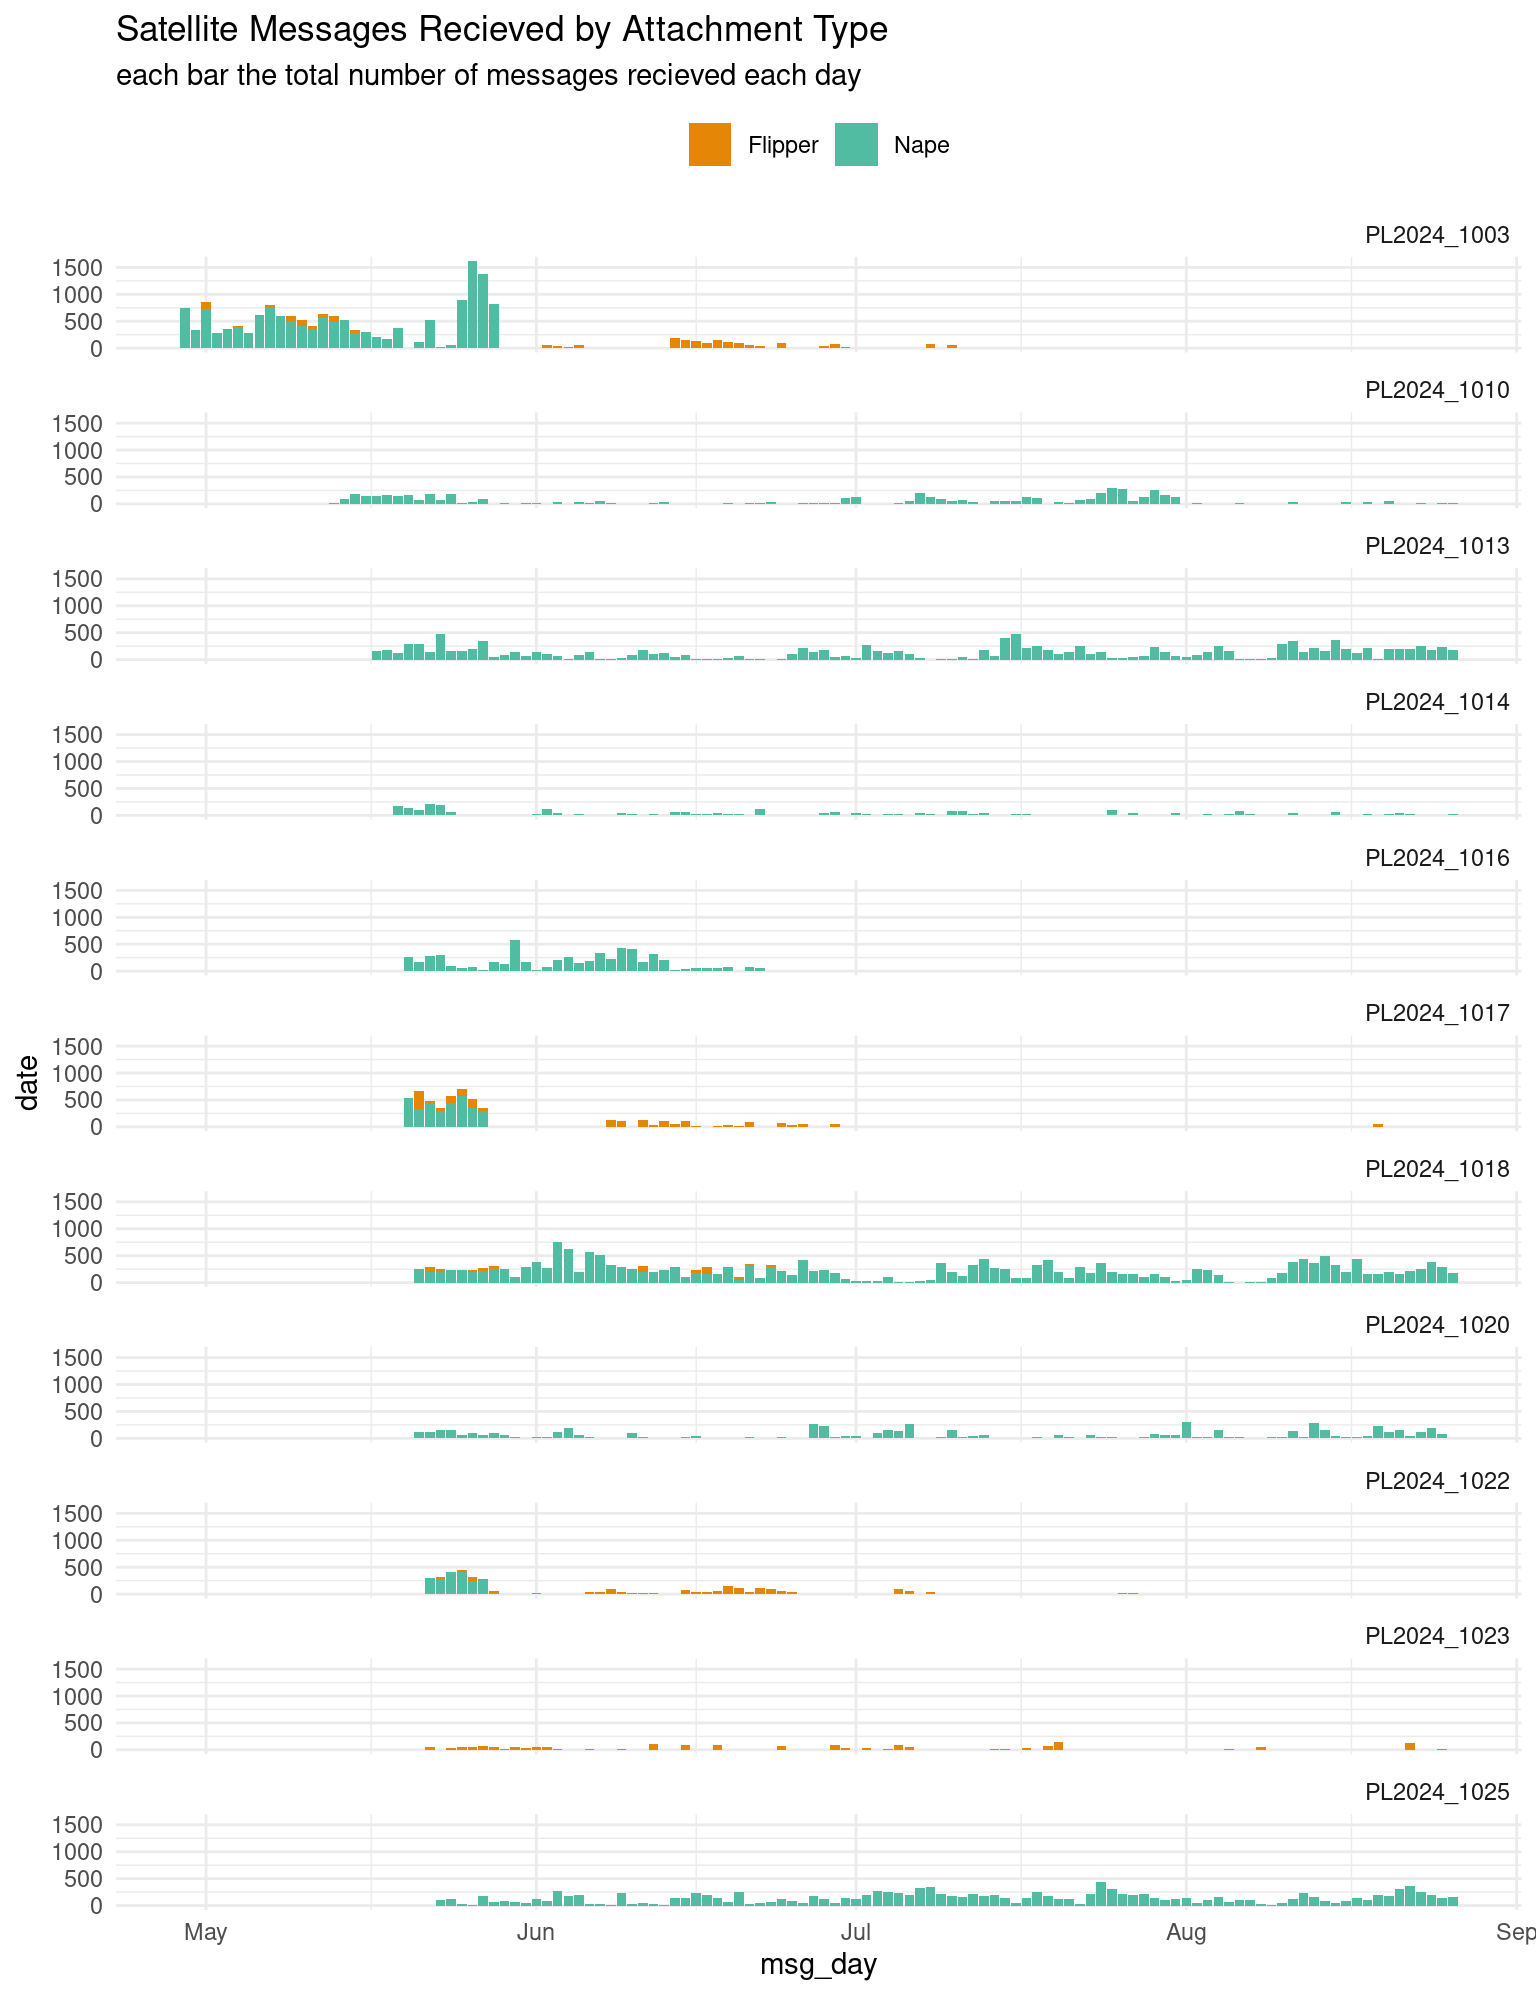 Satellite Messages Recieved by Attachment Type
each bar the total number of messages recieved each day
Flipper Nape
PL2024_1003
1500
1000
500
0
PL2024_1010
1500
1000
500
0
PL2024_1013
1500
1000
500
0
PL2024_1014
1500
1000
500
0
PL2024_1016
1500
1000
500
0
PL2024_1017
1500
1000
500
0
date
PL2024_1018
1500
1000
500
0
PL2024_1020
1500
1000
500
0
PL2024_1022
1500
1000
500
0
PL2024_1023
1500
1000
500
0
PL2024_1025
1500
1000
500
0
May Jun Jul Aug Sep
msg_day